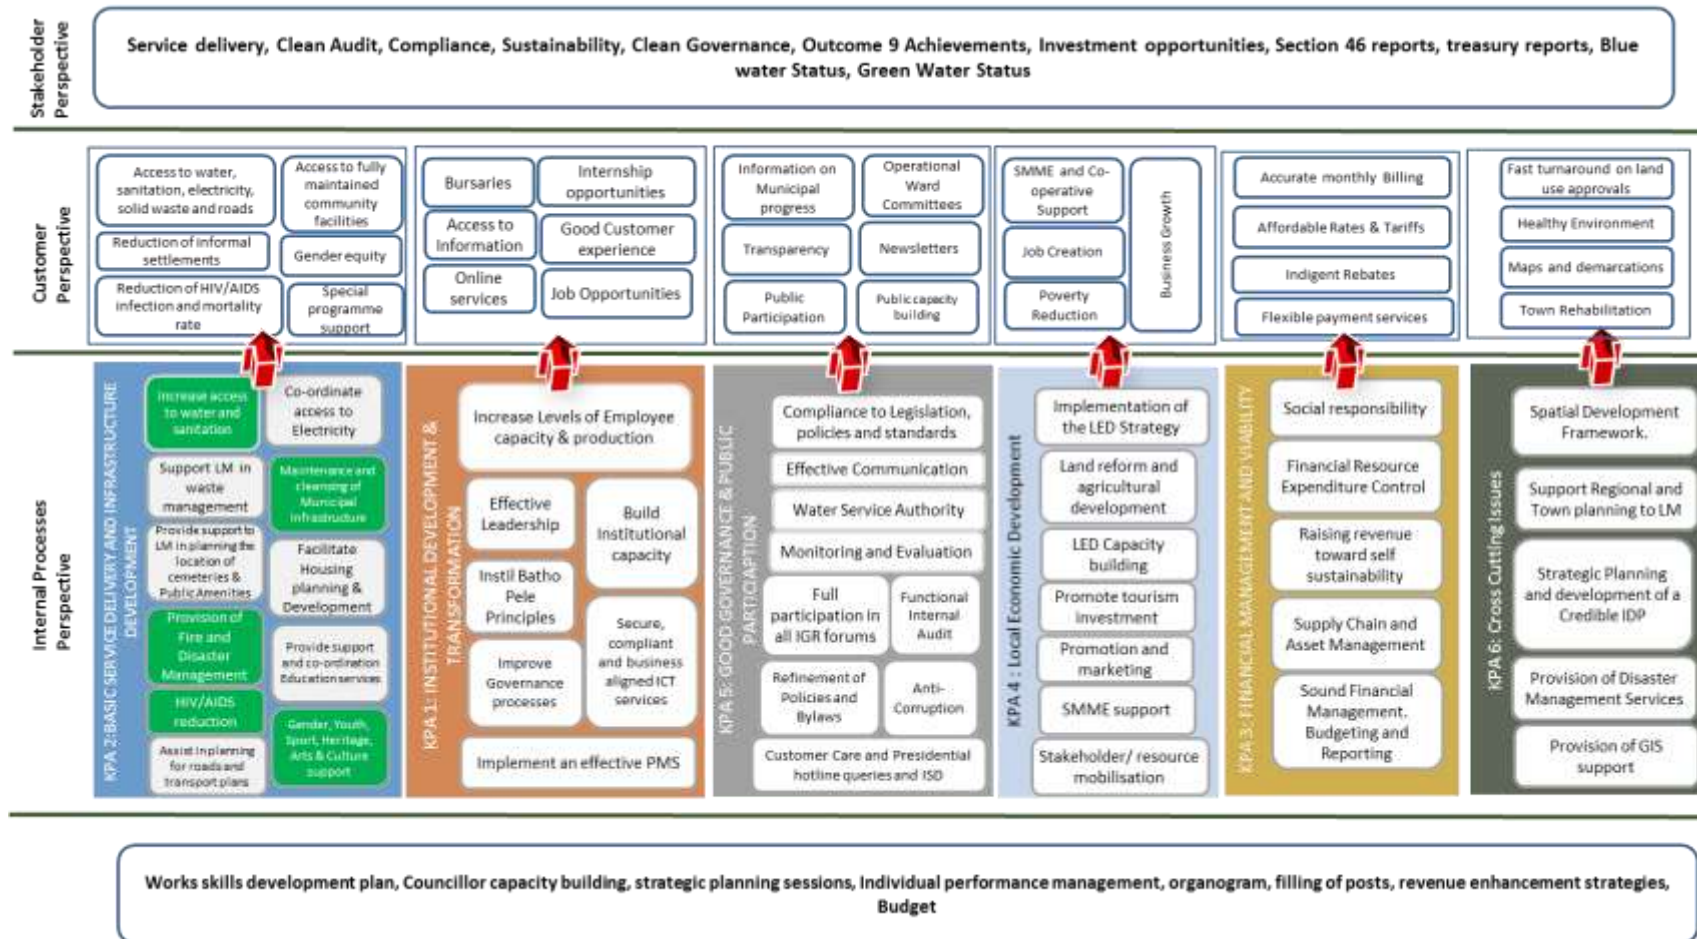 Stakeholder
Perspective
Service delivery, Clean Audit, Compliance, Sustainability, Clean Governance, Outcome 9 Achievements, Investment opportunities, Section 46 reports, treasury reports, Blue
water Status, Green Water Status
Customer
Perspective
Access to water,
sanitation, electricity,
solid waste and roads
Access to fully
maintained
community
facilities
Reduction of informal
settlements
Gender equity
Reduction of HIV/AIDS
infection and mortality
rate
Special
programme
support
Bursaries
Internship
opportunities
Access to
Information
Good Customer
experience
Online
services
Job Opportunities
Information on
Municipal
progress
Operational
Ward
Committees
Transparency
Newsletters
Public
Participation
Public capacity
building
SMME and Co-
operative
Support
Job Creation
Poverty
Reduction
Business Growth
Accurate monthly Billing
Affordable Rates & Tariffs
Indigent Rebates
Flexible payment services
Fast turnaround on land
use approvals
Healthy Environment
Maps and demarcations
Town Rehabilitation
Internal Processes
Perspective
KPA 2:BASIC SERVICE DELIVERY AND INFRASTRUCTURE
DEVELOPMENT
Increase access
to water and
sanitation
Co-ordinate
access to
Electricity
Support LM in
waste
management
Maintenance and
cleansing of
Municipal
infrastructure
Provide support to
LM in planning the
location of
cemeteries &
Public Amenities
Facilitate
Housing
planning &
Development
Provision of
Fire and
Disaster
Management
Provide support
and co-ordination
Education services
HIV/AIDS
reduction
Gender, Youth,
Sport, Heritage,
Arts & Culture
support
Assist in planning
for roads and
transport plans
KPA 1: INSTITUTIONAL DEVELOPMENT &
TRANSFORMATION
Increase Levels of Employee
capacity & production
Effective
Leadership
Build
Institutional
capacity
Instil Batho
Pele
Principles
Secure,
compliant
and business
aligned ICT
services
Improve
Governance
processes
Implement an effective PMS
KPA 5: GOOD GOVERNANCE & PUBLIC
PARTICIAPTION
Compliance to Legislation,
policies and standards
Effective Communication
Water Service Authority
Monitoring and Evaluation
Full
participation in
all IGR forums
Functional
Internal
Audit
Refinement of
Policies and
Bylaws
Anti-
Corruption
Customer Care and Presidential
hotline queries and ISD
KPA 4 : Local Economic Development
Implementation of
the LED Strategy
Land reform and
agricultural
development
LED Capacity
building
Promote tourism
investment
Promotion and
marketing
SMME support
Stakeholder/ resource
mobilisation
KPA 3: FINANCIAL MANAGEMENT AND VIABILITY
Social responsibility
Financial Resource
Expenditure Control
Raising revenue
toward self
sustainability
Supply Chain and
Asset Management
Sound Financial
Management.
Budgeting and
Reporting
KPA 6: Cross Cutting Issues
Spatial Development
Framework.
Support Regional and
Town planning to LM
Strategic Planning
and development of a
Credible IDP
Provision of Disaster
Management Services
Provision of GIS
support
Works skills development plan, Councillor capacity building, strategic planning sessions, Individual performance management, organogram, filling of posts, revenue enhancement strategies,
Budget